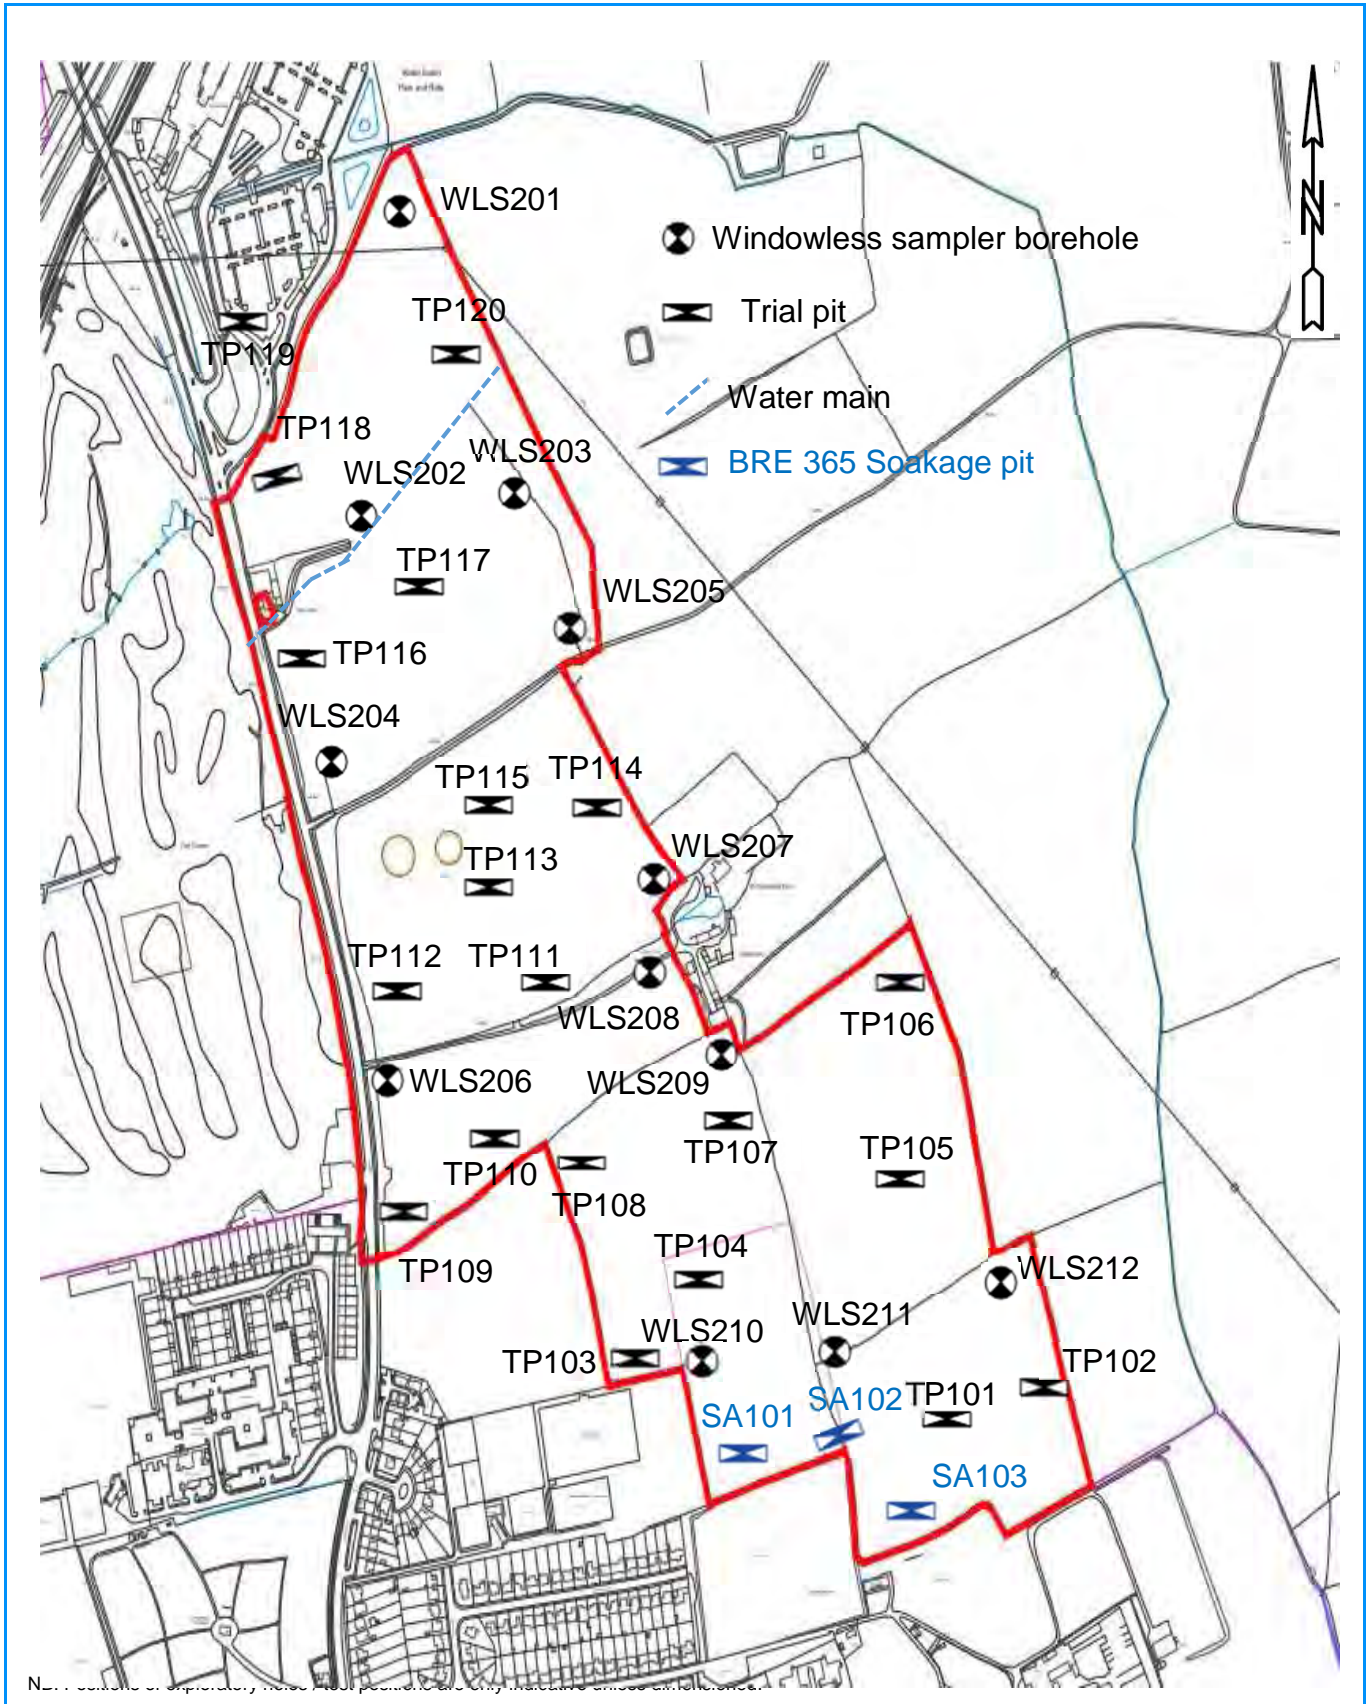 WLS201
Windowless sampler borehole
TP120
Trial pit
TP119
Water main
TP118
WLS203
WLS202
BRE 365 Soakage pit
TP117
WLS205
TP116
WLS204
TP115
TP114
WLS207
TP113
TP112
TP111
WLS208
TP106
WLS206
WLS209
TP107
TP105
TP110
TP108
TP104
TP109
WLS212
WLS211
WLS210
TP103
TP102
SA102
TP101
SA101
SA103
N